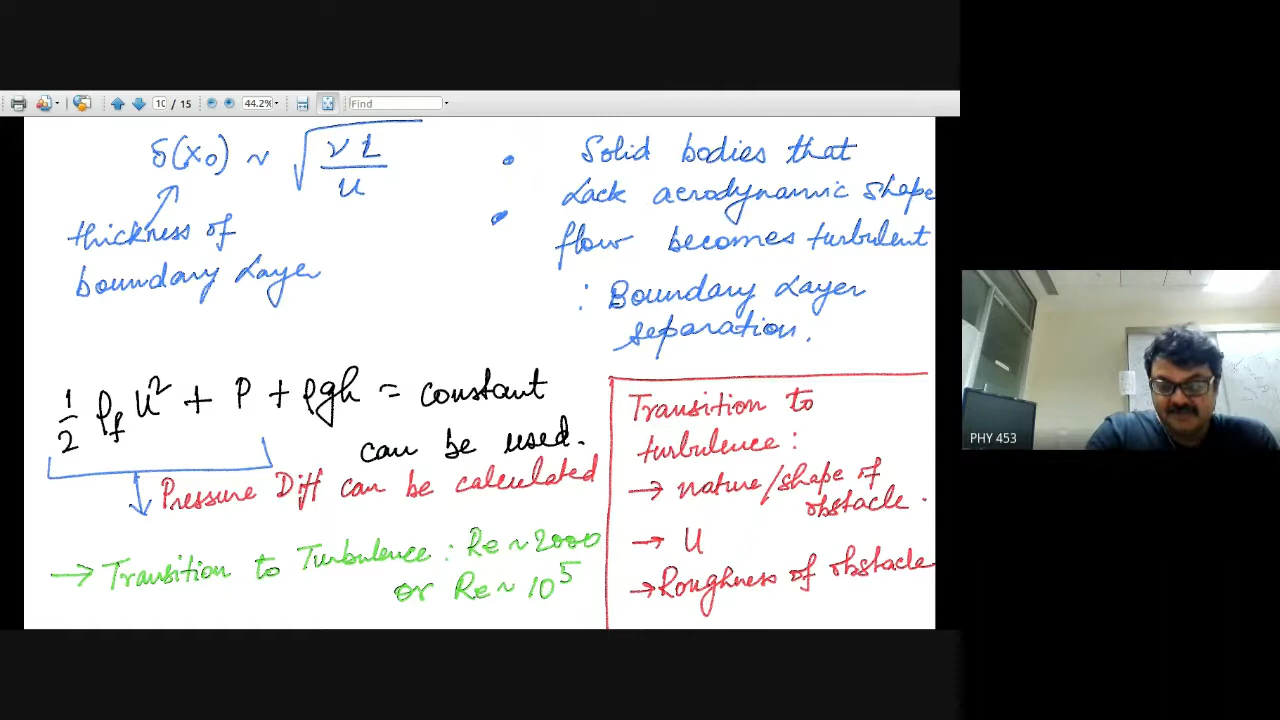 10 / 15
44.2%
Find
δ(x₀) ~ √(νL/U)
thickness of
boundary Layer
• Solid bodies that
Lack aerodynamic shape
• flow becomes turbulent
: Boundary Layer
separation.
1/2 ρ_f U² + P + ρgh = constant
can be used.
Pressure Diff can be calculated
→ Transition to Turbulence : Re ~ 2000
or Re ~ 10⁵
Transition to
turbulence :
→ nature/shape of
obstacle.
→ U
→ Roughness of obstacle
PHY 453